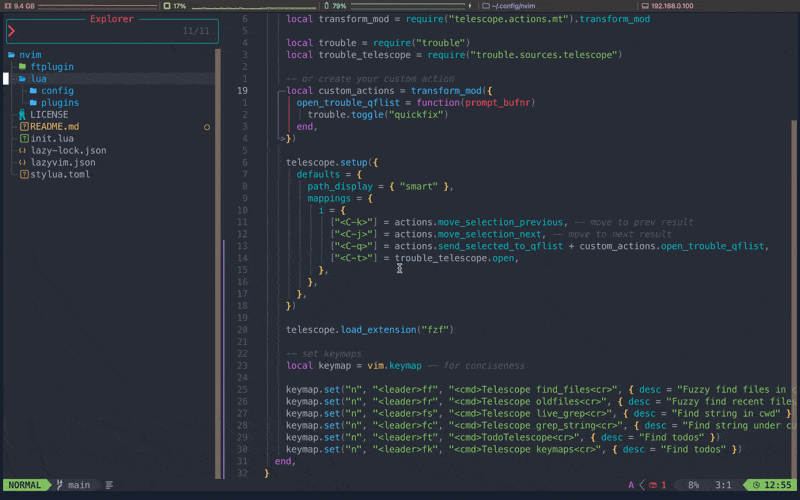 9.4 GB 17% 79% ~/.config/nvim 192.168.0.100
Explorer
11/11
nvim
ftplugin
lua
config
plugins
LICENSE
README.md
init.lua
lazy-lock.json
lazyvim.json
stylua.toml
6 local transform_mod = require("telescope.actions.mt").transform_mod
5
4 local trouble = require("trouble")
3 local trouble_telescope = require("trouble.sources.telescope")
2
1 -- or create your custom action
19 local custom_actions = transform_mod({
1 open_trouble_qflist = function(prompt_bufnr)
2 trouble.toggle("quickfix")
3 end,
4 })
5
6 telescope.setup({
7 defaults = {
8 path_display = { "smart" },
9 mappings = {
10 i = {
11 ["<C-k>"] = actions.move_selection_previous, -- move to prev result
12 ["<C-j>"] = actions.move_selection_next, -- move to next result
13 ["<C-q>"] = actions.send_selected_to_qflist + custom_actions.open_trouble_qflist,
14 ["<C-t>"] = trouble_telescope.open,
15 },
16 },
17 },
18 })
19
20 telescope.load_extension("fzf")
21
22 -- set keymaps
23 local keymap = vim.keymap -- for conciseness
24
25 keymap.set("n", "<leader>ff", "<cmd>Telescope find_files<cr>", { desc = "Fuzzy find files in c
26 keymap.set("n", "<leader>fr", "<cmd>Telescope oldfiles<cr>", { desc = "Fuzzy find recent files
27 keymap.set("n", "<leader>fs", "<cmd>Telescope live_grep<cr>", { desc = "Find string in cwd" })
28 keymap.set("n", "<leader>fc", "<cmd>Telescope grep_string<cr>", { desc = "Find string under cu
29 keymap.set("n", "<leader>ft", "<cmd>TodoTelescope<cr>", { desc = "Find todos" })
30 keymap.set("n", "<leader>fk", "<cmd>Telescope keymaps<cr>", { desc = "Find todos" })
31 end,
32 }
NORMAL main A 1 8% 3:1 12:55